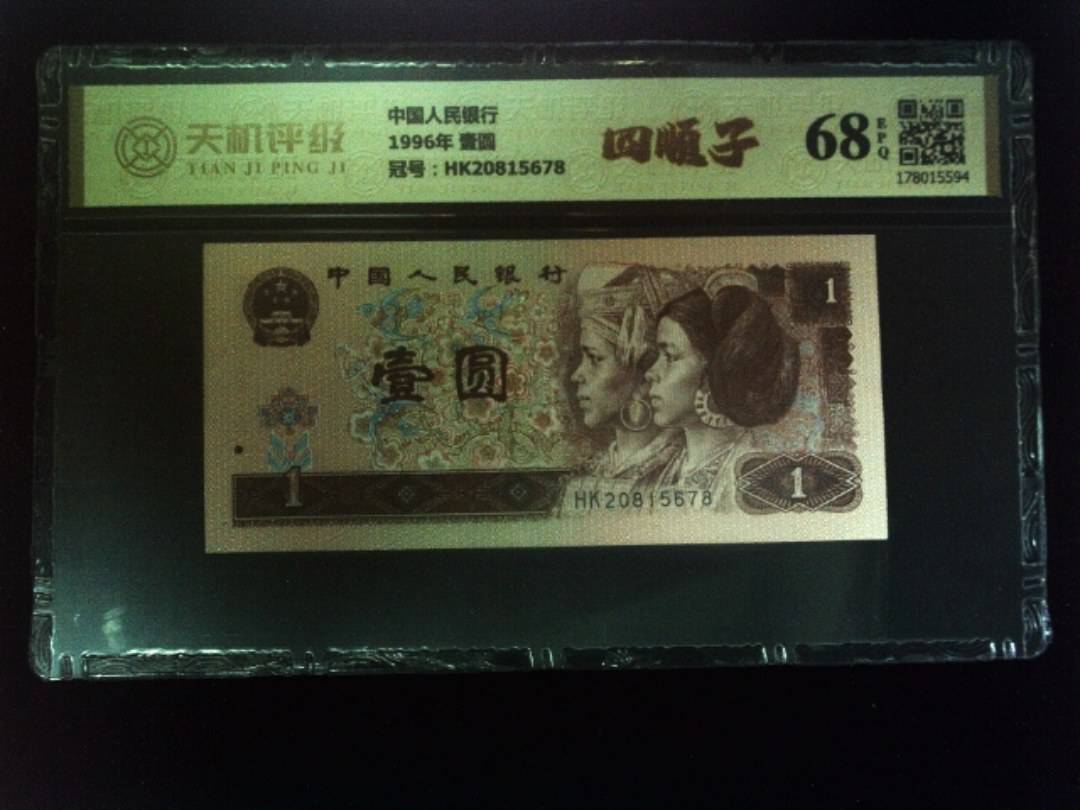 天机评级
TIAN JI PING JI
中国人民银行
1996年 壹圆
冠号：HK20815678
四顺子
68
EPQ
178015594
中国人民银行
壹圆
1
1
1
HK20815678